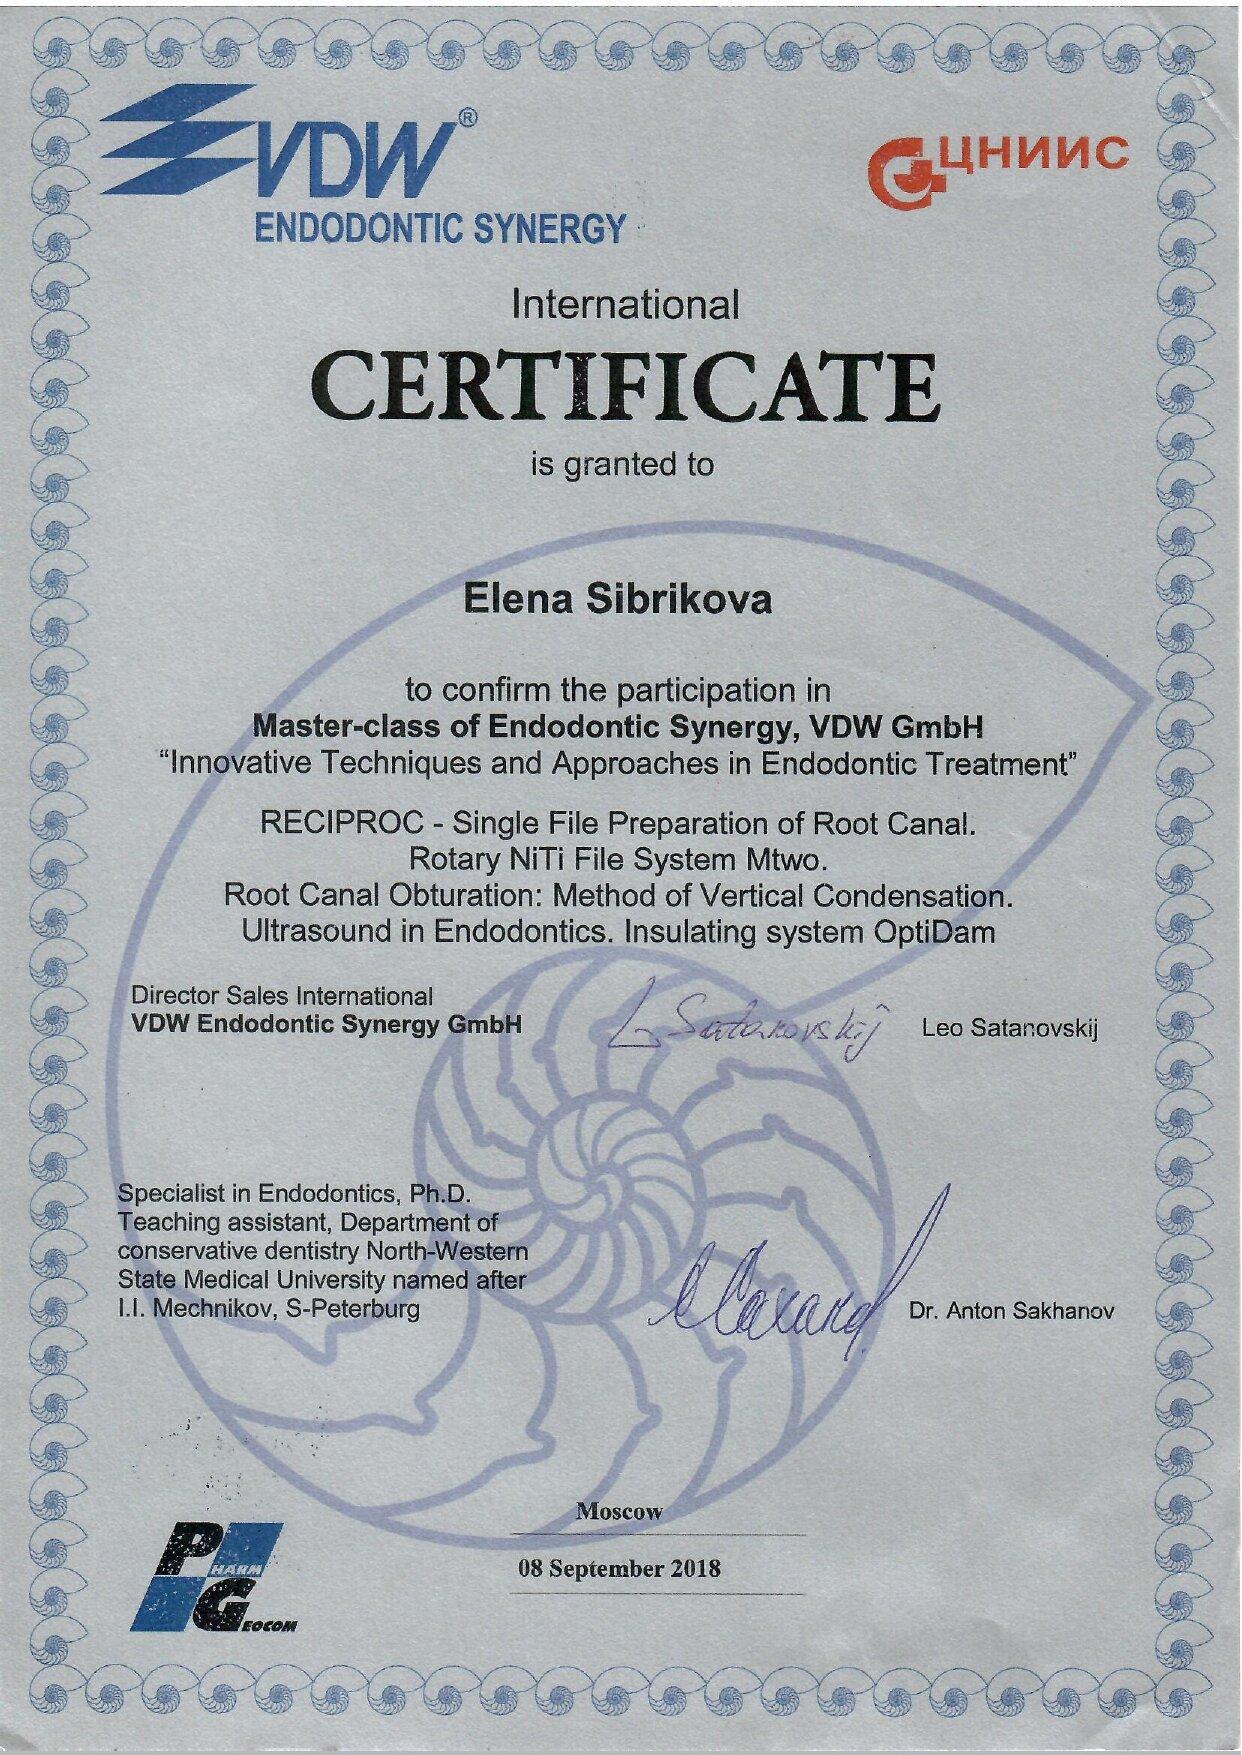 VDW®
ENDODONTIC SYNERGY
ЦНИИС
International
CERTIFICATE
is granted to
Elena Sibrikova
to confirm the participation in
Master-class of Endodontic Synergy, VDW GmbH
“Innovative Techniques and Approaches in Endodontic Treatment”
RECIPROC - Single File Preparation of Root Canal.
Rotary NiTi File System Mtwo.
Root Canal Obturation: Method of Vertical Condensation.
Ultrasound in Endodontics. Insulating system OptiDam
Director Sales International
VDW Endodontic Synergy GmbH
L Satanovskij
Leo Satanovskij
Specialist in Endodontics, Ph.D.
Teaching assistant, Department of
conservative dentistry North-Western
State Medical University named after
I.I. Mechnikov, S-Peterburg
Dr. Anton Sakhanov
Moscow
08 September 2018
PHARM
GEOCOM